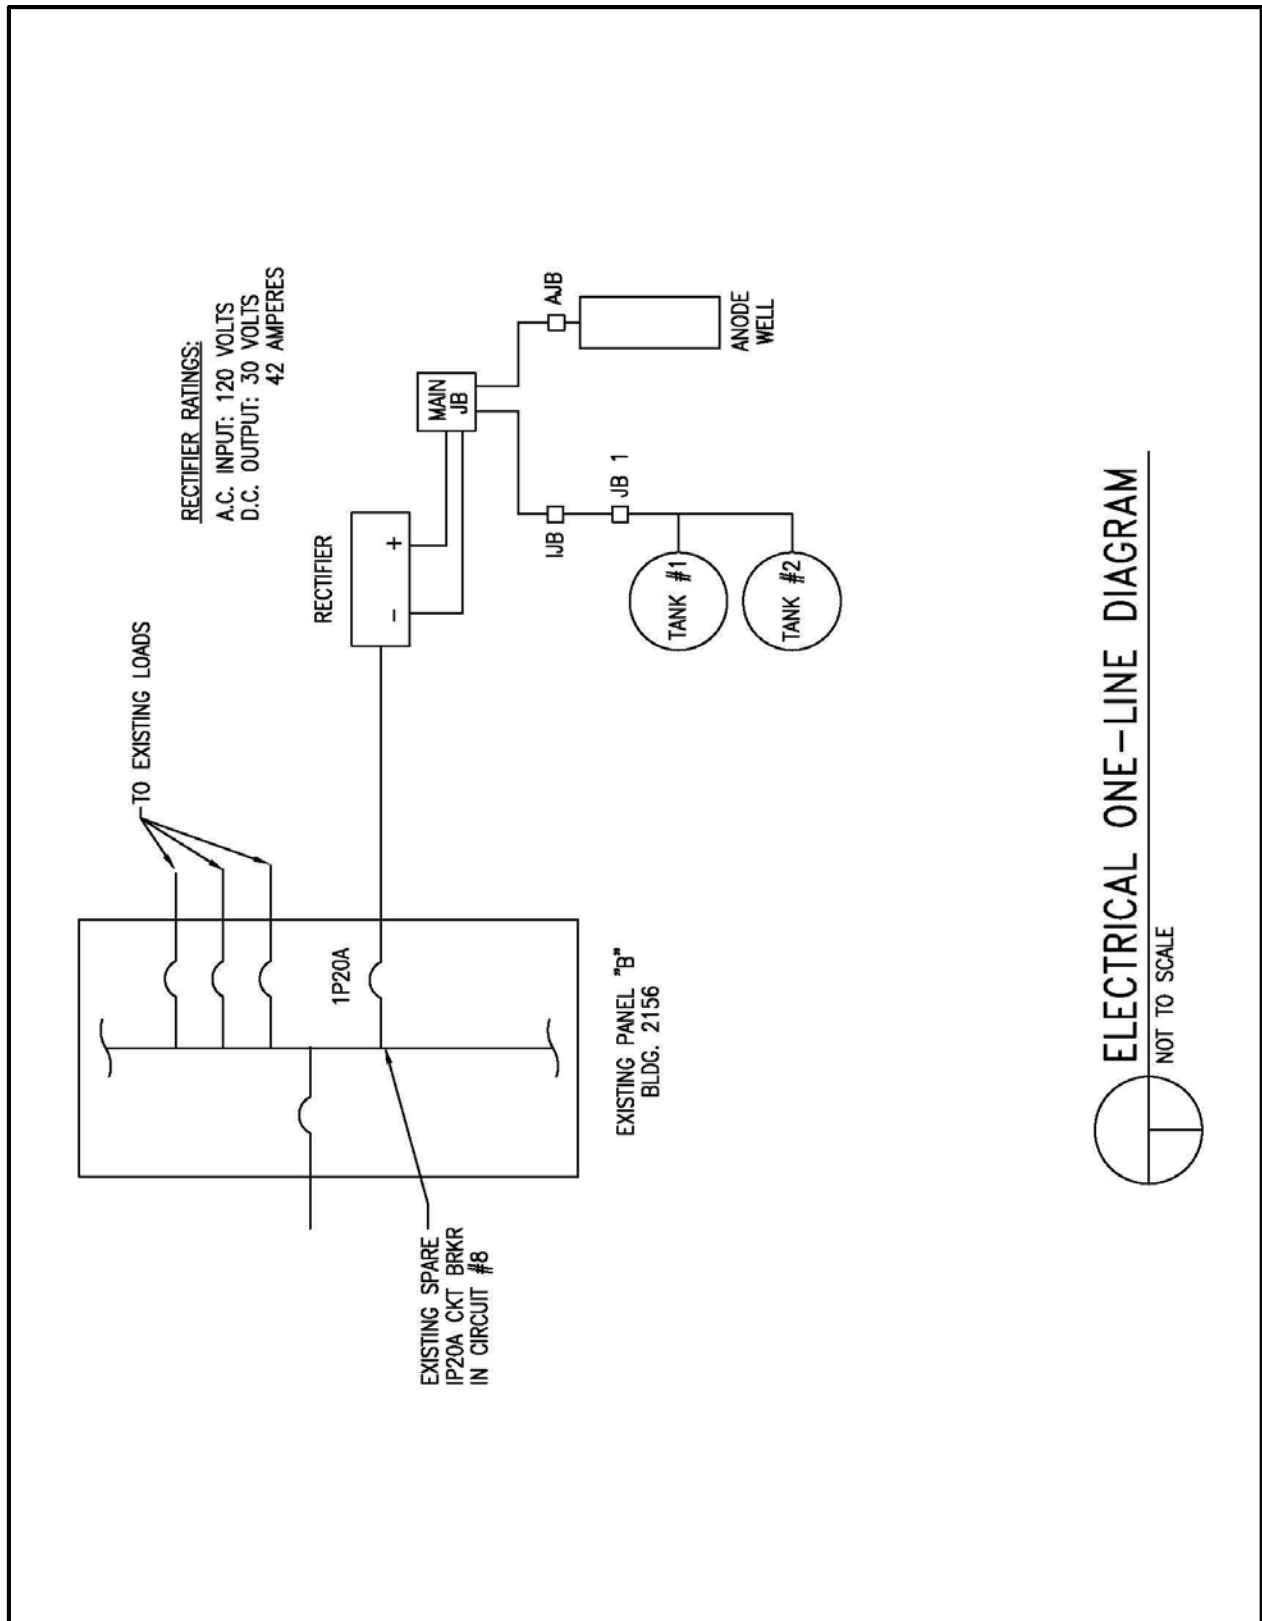 RECTIFIER RATINGS:
A.C. INPUT: 120 VOLTS
D.C. OUTPUT: 30 VOLTS
42 AMPERES
TO EXISTING LOADS
RECTIFIER
-
+
MAIN
JB
AJB
ANODE
WELL
IJB
JB 1
TANK #1
TANK #2
1P20A
EXISTING PANEL "B"
BLDG. 2156
EXISTING SPARE
IP20A CKT BRKR
IN CIRCUIT #8
ELECTRICAL ONE-LINE DIAGRAM
NOT TO SCALE